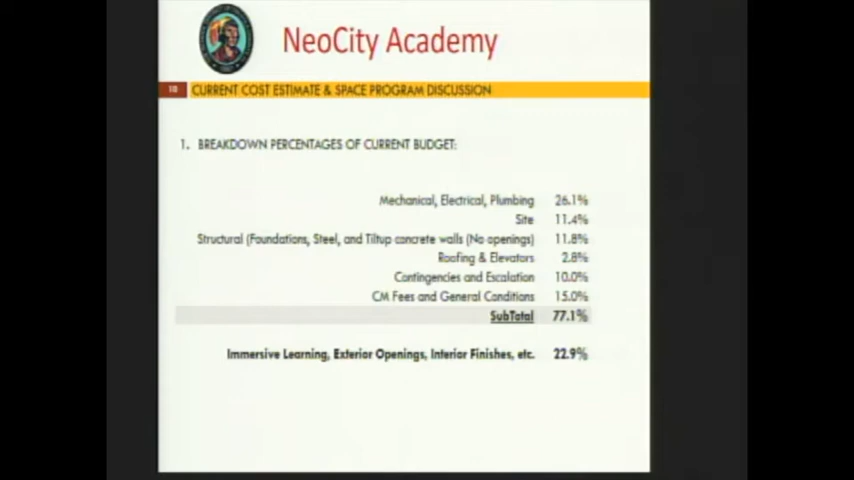 NeoCity Academy
10 CURRENT COST ESTIMATE & SPACE PROGRAM DISCUSSION
1. BREAKDOWN PERCENTAGES OF CURRENT BUDGET:
Mechanical, Electrical, Plumbing 26.1%
Site 11.4%
Structural (Foundations, Steel, and Tiltup concrete walls (No openings) 11.8%
Roofing & Elevators 2.8%
Contingencies and Escalation 10.0%
CM Fees and General Conditions 15.0%
SubTotal 77.1%
Immersive Learning, Exterior Openings, Interior Finishes, etc. 22.9%